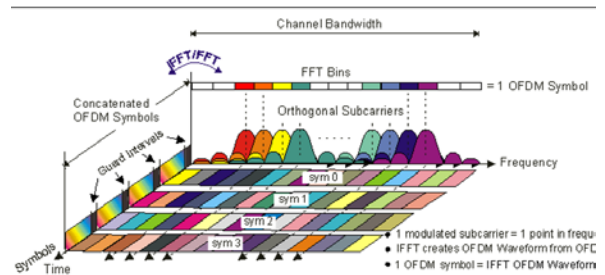 Channel Bandwidth
FFT/FFT
FFT Bins
= 1 OFDM Symbol
Concatenated
OFDM Symbols
Orthogonal Subcarriers
Guard Intervals
Frequency
sym 0
sym 1
sym 2
sym 3
Symbols
Time
1 modulated subcarrier = 1 point in freque
IFFT creates OFDM Waveform from OFD
1 OFDM symbol = IFFT OFDM Waveform